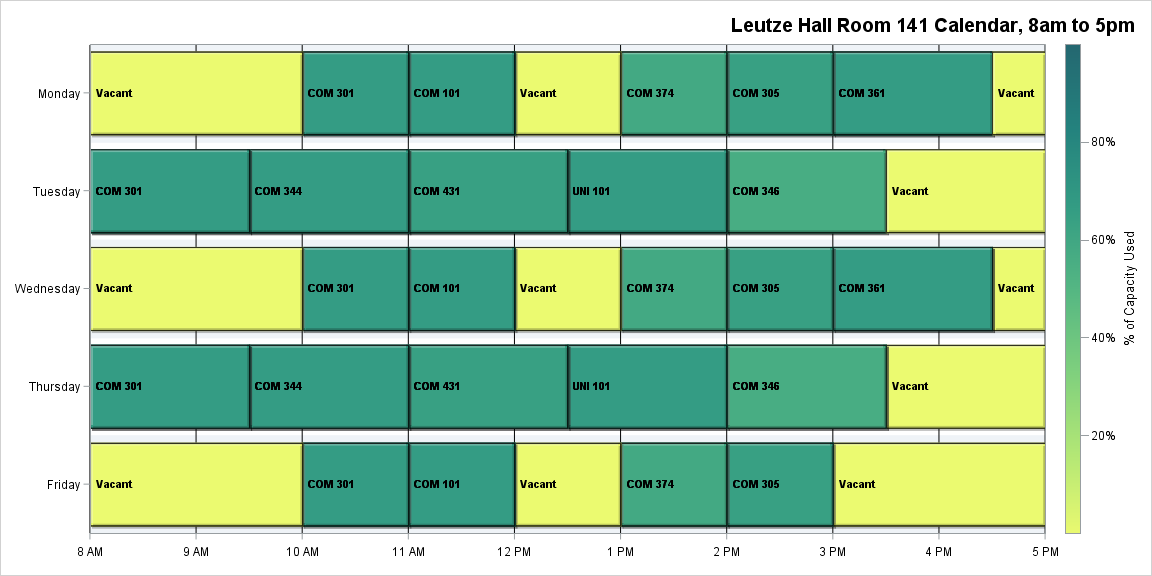 Leutze Hall Room 141 Calendar, 8am to 5pm
Monday
Vacant
COM 301
COM 101
Vacant
COM 374
COM 305
COM 361
Vacant
Tuesday
COM 301
COM 344
COM 431
UNI 101
COM 346
Vacant
Wednesday
Vacant
COM 301
COM 101
Vacant
COM 374
COM 305
COM 361
Vacant
Thursday
COM 301
COM 344
COM 431
UNI 101
COM 346
Vacant
Friday
Vacant
COM 301
COM 101
Vacant
COM 374
COM 305
Vacant
8 AM
9 AM
10 AM
11 AM
12 PM
1 PM
2 PM
3 PM
4 PM
5 PM
80%
60%
40%
20%
% of Capacity Used